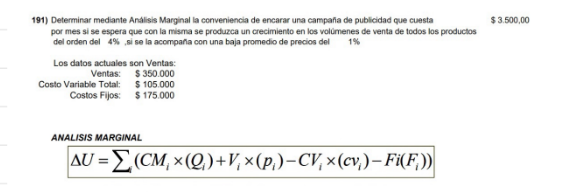 191) Determinar mediante Análisis Marginal la conveniencia de encarar una campaña de publicidad que cuesta $ 3.500,00
por mes si se espera que con la misma se produzca un crecimiento en los volúmenes de venta de todos los productos
del orden del 4% ,si se la acompaña con una baja promedio de precios del 1%
Los datos actuales son Ventas:
Ventas: $ 350.000
Costo Variable Total: $ 105.000
Costos Fijos: $ 175.000
ANALISIS MARGINAL
ΔU = ∑ᵢ(CMᵢ × (Qᵢ) + Vᵢ × (pᵢ) − CVᵢ × (cvᵢ) − Fi(Fᵢ))